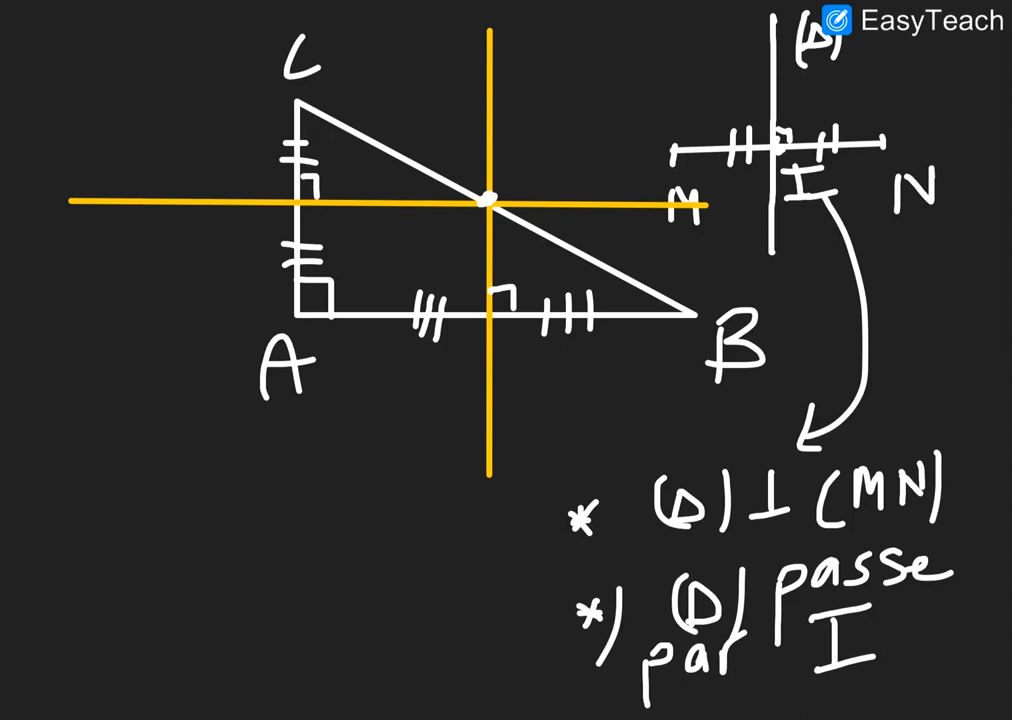 EasyTeach
(D)
C
M
I
N
A
B
* (D) ⊥ (MN)
*) (D) passe
par I